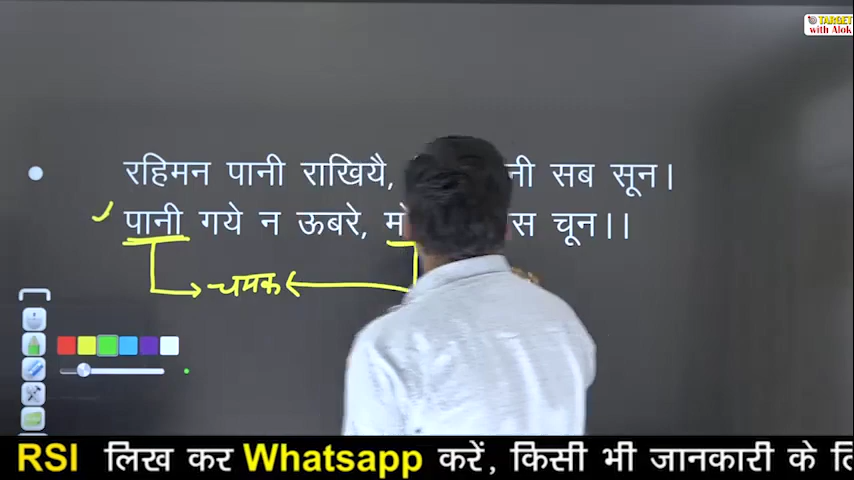 TARGET
with Alok
रहिमन पानी राखियै, नी सब सून।
पानी गये न ऊबरे, मो स चून।।
चमक
RSI लिख कर Whatsapp करें, किसी भी जानकारी के लि